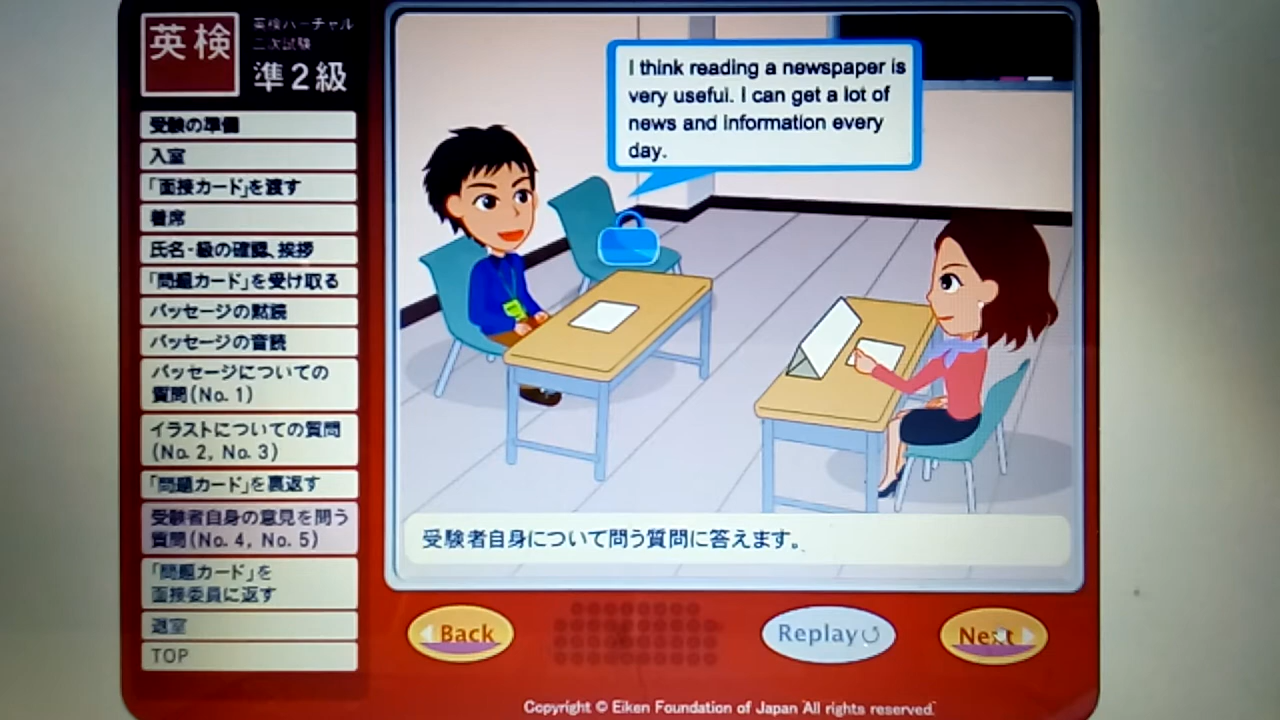 英検
英検バーチャル
二次試験
準2級
受験の準備
入室
「面接カード」を渡す
着席
氏名・級の確認、挨拶
「問題カード」を受け取る
パッセージの黙読
パッセージの音読
パッセージについての
質問(No. 1)
イラストについての質問
(No. 2, No. 3)
「問題カード」を裏返す
受験者自身の意見を問う
質問(No. 4, No. 5)
「問題カード」を
面接委員に返す
退室
TOP
I think reading a newspaper is
very useful. I can get a lot of
news and information every
day.
受験者自身について問う質問に答えます。
Back
Replay
Next
Copyright © Eiken Foundation of Japan All rights reserved.